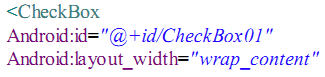 <CheckBox
Android:id="@+id/CheckBox01"
Android:layout_width="wrap_content"